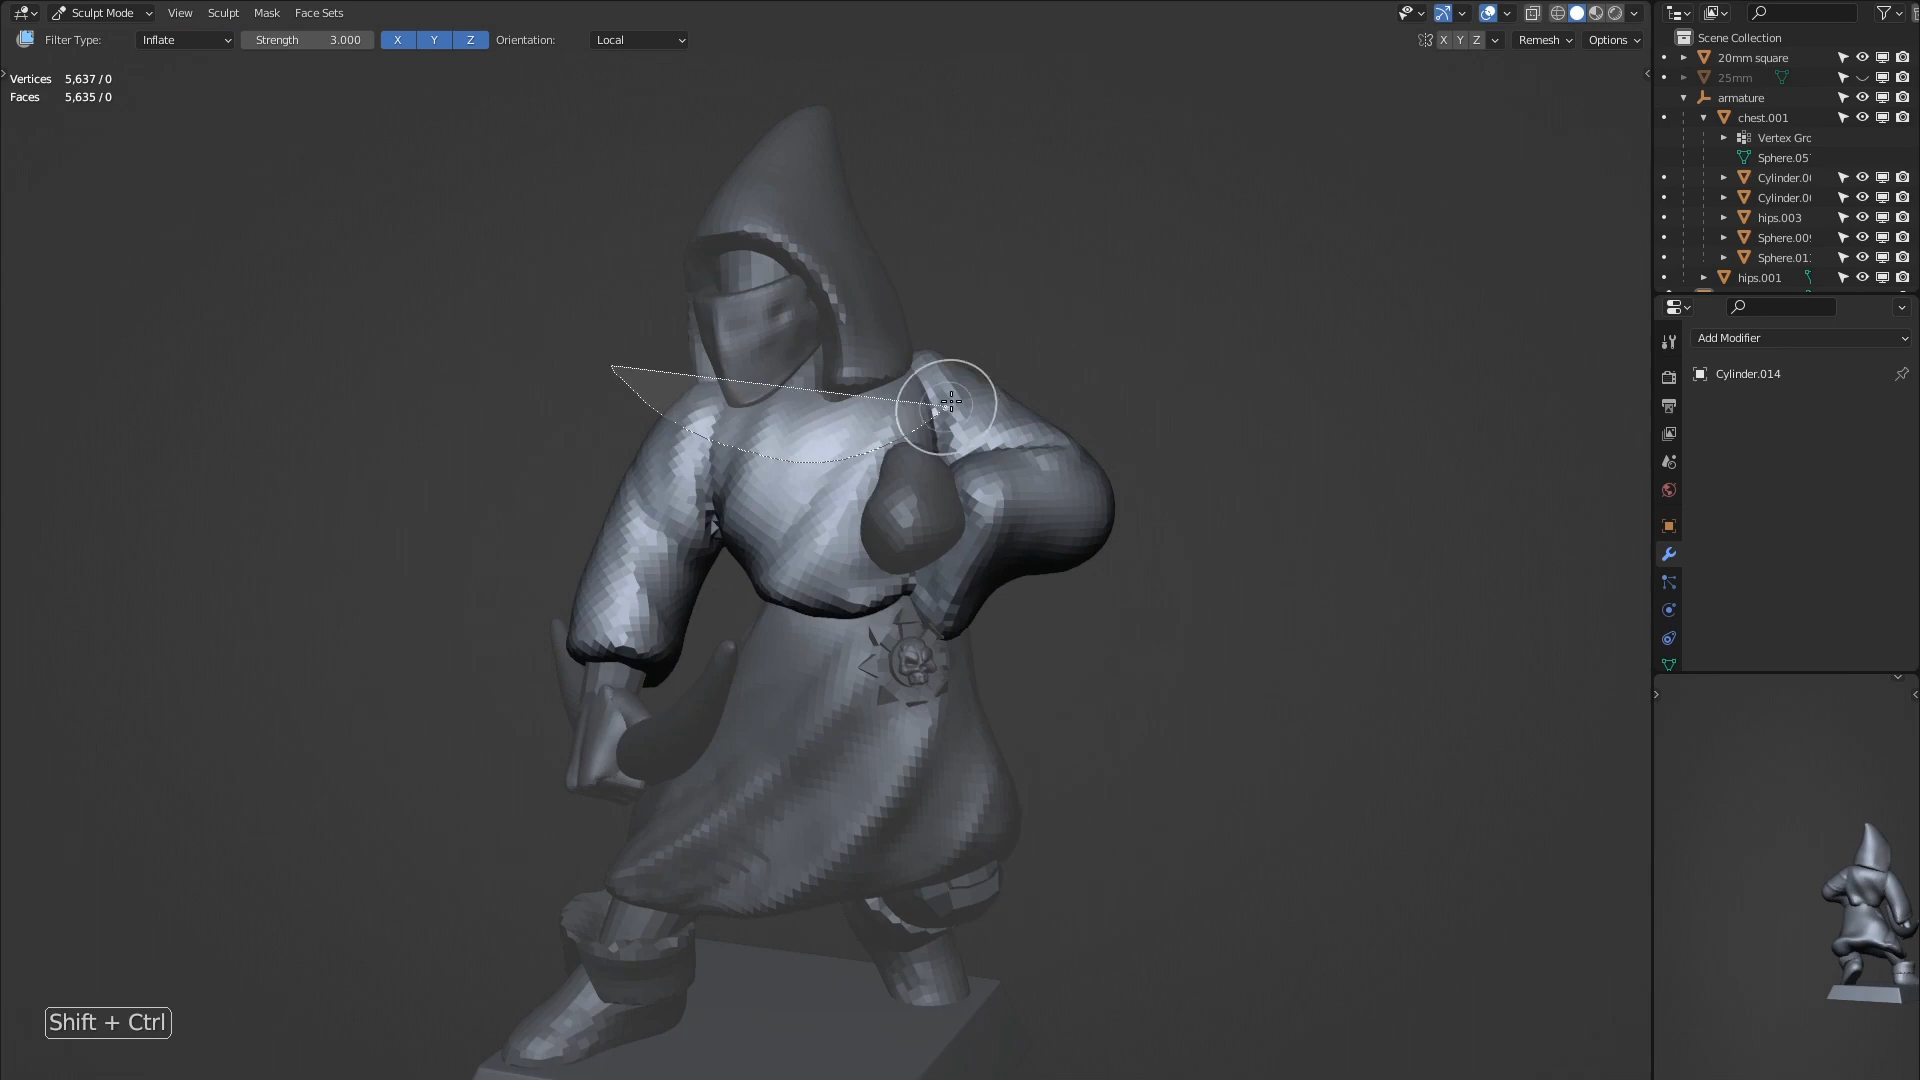 Sculpt Mode View Sculpt Mask Face Sets
Filter Type: Inflate Strength 3.000 X Y Z Orientation: Local
X Y Z Remesh Options
Vertices 5,637 / 0
Faces 5,635 / 0
Scene Collection
20mm square
25mm
armature
chest.001
Vertex Grc
Sphere.05
Cylinder.0
Cylinder.0
hips.003
Sphere.00
Sphere.01
hips.001
Add Modifier
Cylinder.014
Shift + Ctrl